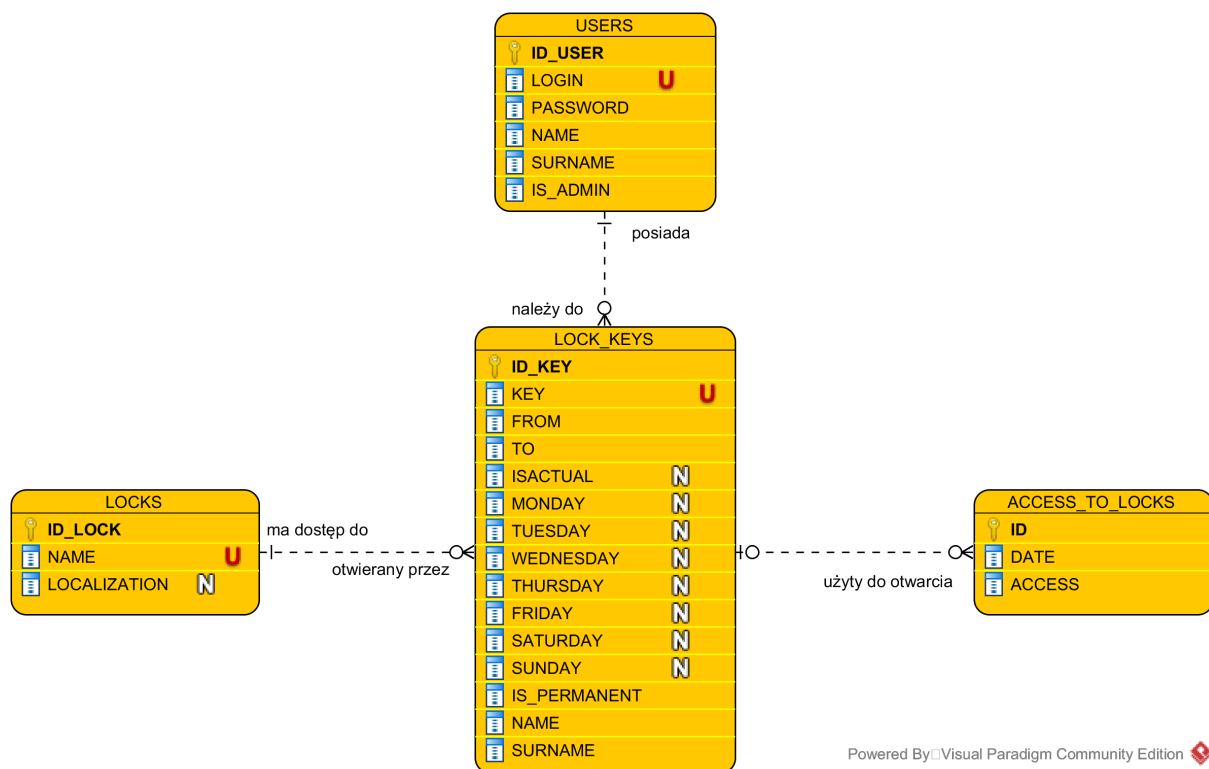 USERS
ID_USER
LOGIN U
PASSWORD
NAME
SURNAME
IS_ADMIN
posiada
należy do
LOCK_KEYS
ID_KEY
KEY U
FROM
TO
ISACTUAL N
MONDAY N
TUESDAY N
WEDNESDAY N
THURSDAY N
FRIDAY N
SATURDAY N
SUNDAY N
IS_PERMANENT
NAME
SURNAME
LOCKS
ID_LOCK
NAME U
LOCALIZATION N
ma dostęp do
otwierany przez
użyty do otwarcia
ACCESS_TO_LOCKS
ID
DATE
ACCESS
Powered By Visual Paradigm Community Edition